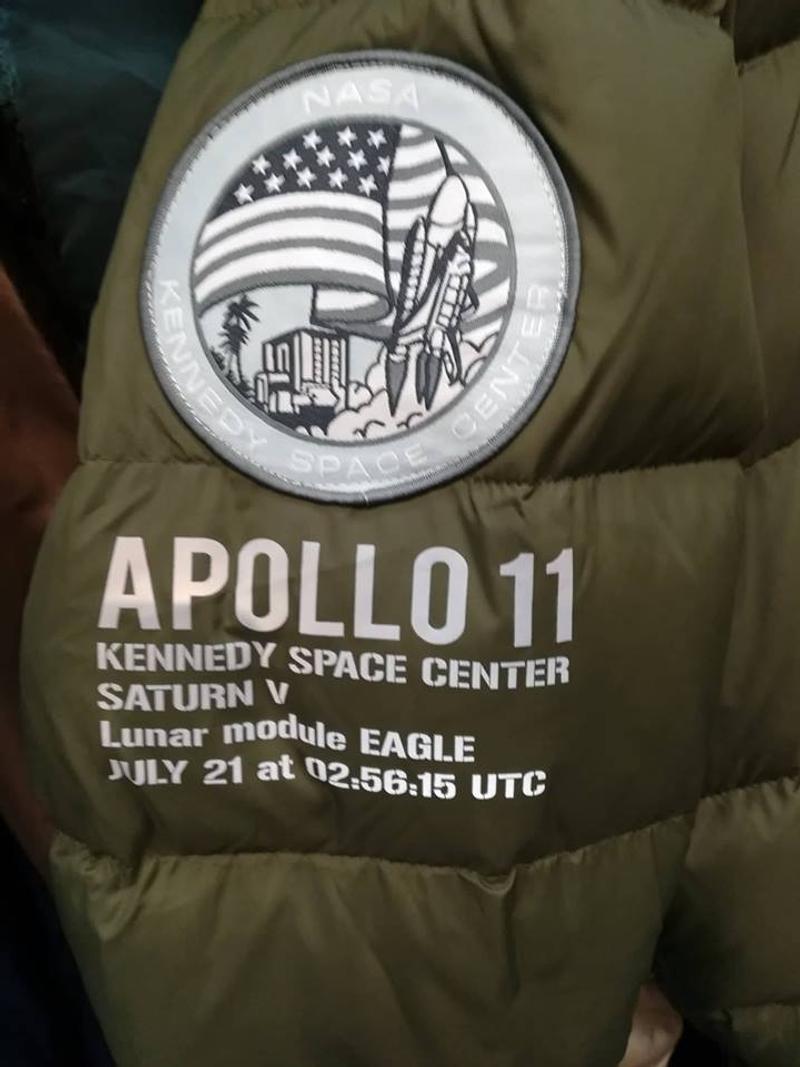 NASA
KENNEDY SPACE CENTER
APOLLO 11
KENNEDY SPACE CENTER
SATURN V
Lunar module EAGLE
JULY 21 at 02:56:15 UTC